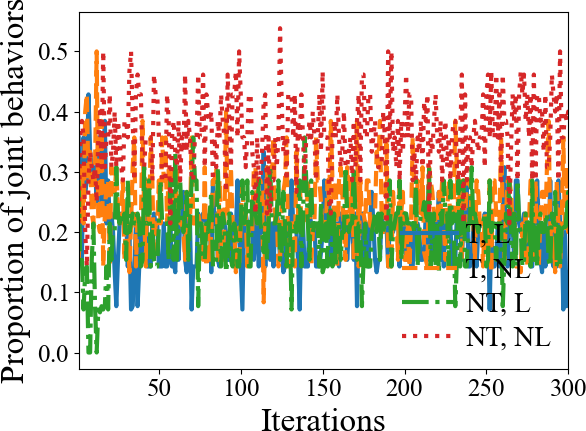 Proportion of joint behaviors
0.5
0.4
0.3
0.2
0.1
0.0
T, L
T, NL
NT, L
NT, NL
50 100 150 200 250 300
Iterations